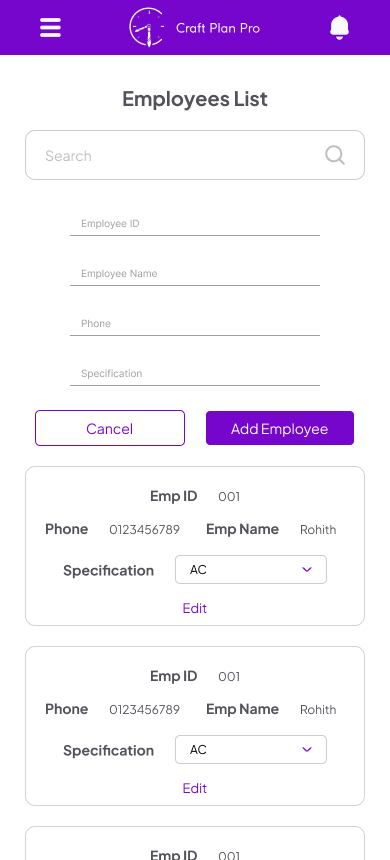 Craft Plan Pro
Employees List
Search
Employee ID
Employee Name
Phone
Specification
Cancel Add Employee
Emp ID 001
Phone 0123456789 Emp Name Rohith
Specification AC
Edit
Emp ID 001
Phone 0123456789 Emp Name Rohith
Specification AC
Edit
Emp ID 001